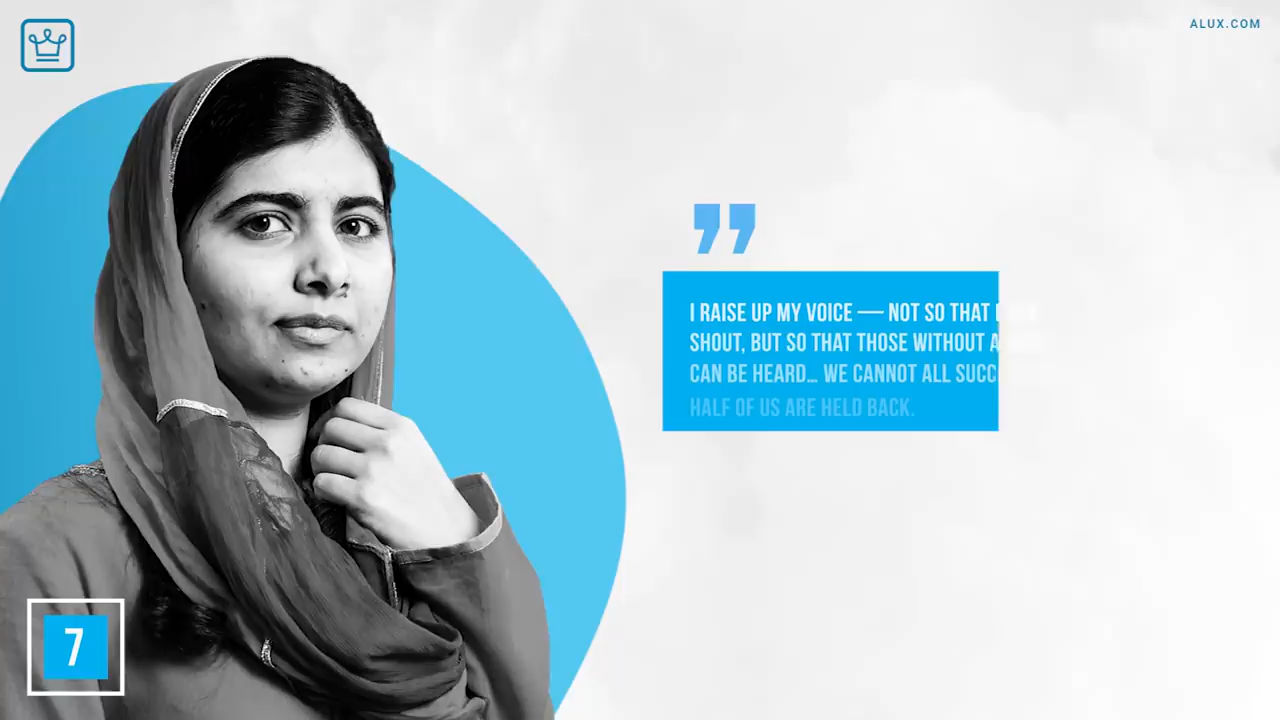 ALUX.COM
”
I RAISE UP MY VOICE — NOT SO THAT
SHOUT, BUT SO THAT THOSE WITHOUT A
CAN BE HEARD... WE CANNOT ALL SUCC
HALF OF US ARE HELD BACK.
7